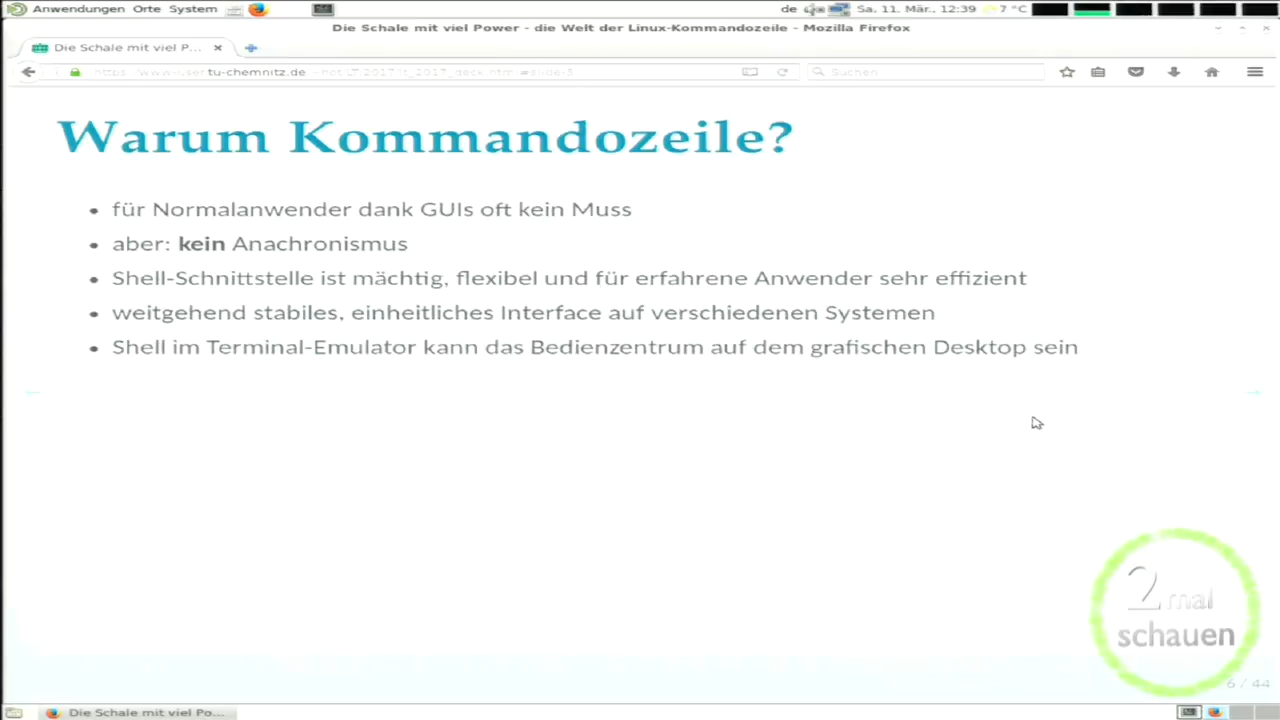 Anwendungen Orte System
de Sa, 11. Mär., 12:39 7 °C
Die Schale mit viel Power - die Welt der Linux-Kommandozeile - Mozilla Firefox
Die Schale mit viel P...
tu-chemnitz.de
Suchen
Warum Kommandozeile?
• für Normalanwender dank GUIs oft kein Muss
• aber: kein Anachronismus
• Shell-Schnittstelle ist mächtig, flexibel und für erfahrene Anwender sehr effizient
• weitgehend stabiles, einheitliches Interface auf verschiedenen Systemen
• Shell im Terminal-Emulator kann das Bedienzentrum auf dem grafischen Desktop sein
2 mal
schauen
6 / 44
Die Schale mit viel Po...